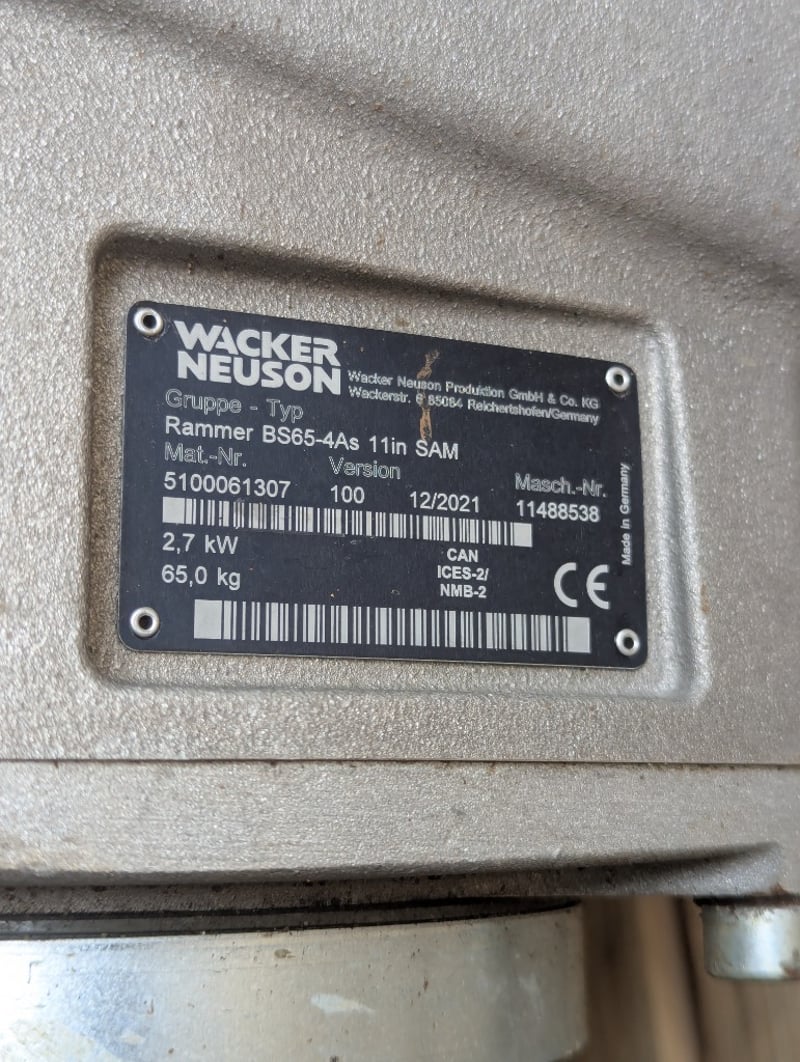 WACKER
NEUSON
Wacker Neuson Produktion GmbH & Co. KG
Wackerstr. 6 85084 Reichertshofen/Germany
Gruppe - Typ
Rammer BS65-4As 11in SAM
Mat.-Nr. Version Masch.-Nr.
5100061307 100 12/2021 11488538
2,7 kW
65,0 kg
CAN
ICES-2/
NMB-2
CE
Made in Germany